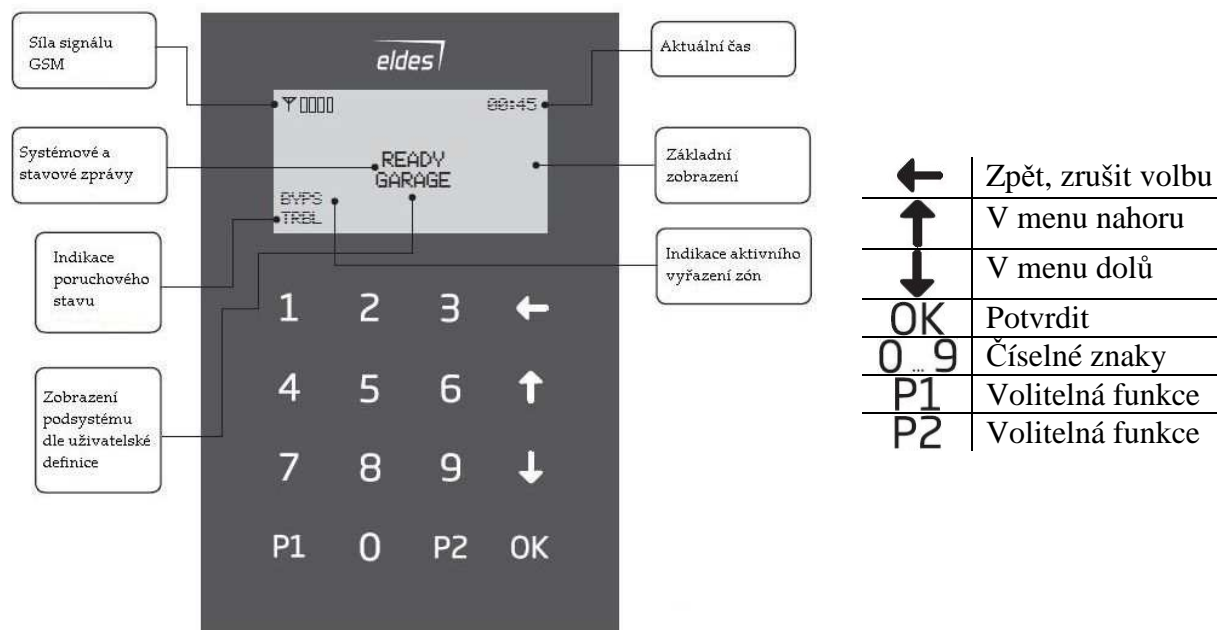 Síla signálu
GSM
eldes
Aktuální čas
00:45
Systémové a
stavové zprávy
READY
GARAGE
Základní
zobrazení
BYPS
TRBL
Indikace
poruchového
stavu
Indikace aktivního
vyřazení zón
Zobrazení
podsystému
dle uživatelské
definice
1 2 3 ←
4 5 6 ↑
7 8 9 ↓
P1 0 P2 OK
← Zpět, zrušit volbu
↑ V menu nahoru
↓ V menu dolů
OK Potvrdit
0...9 Číselné znaky
P1 Volitelná funkce
P2 Volitelná funkce